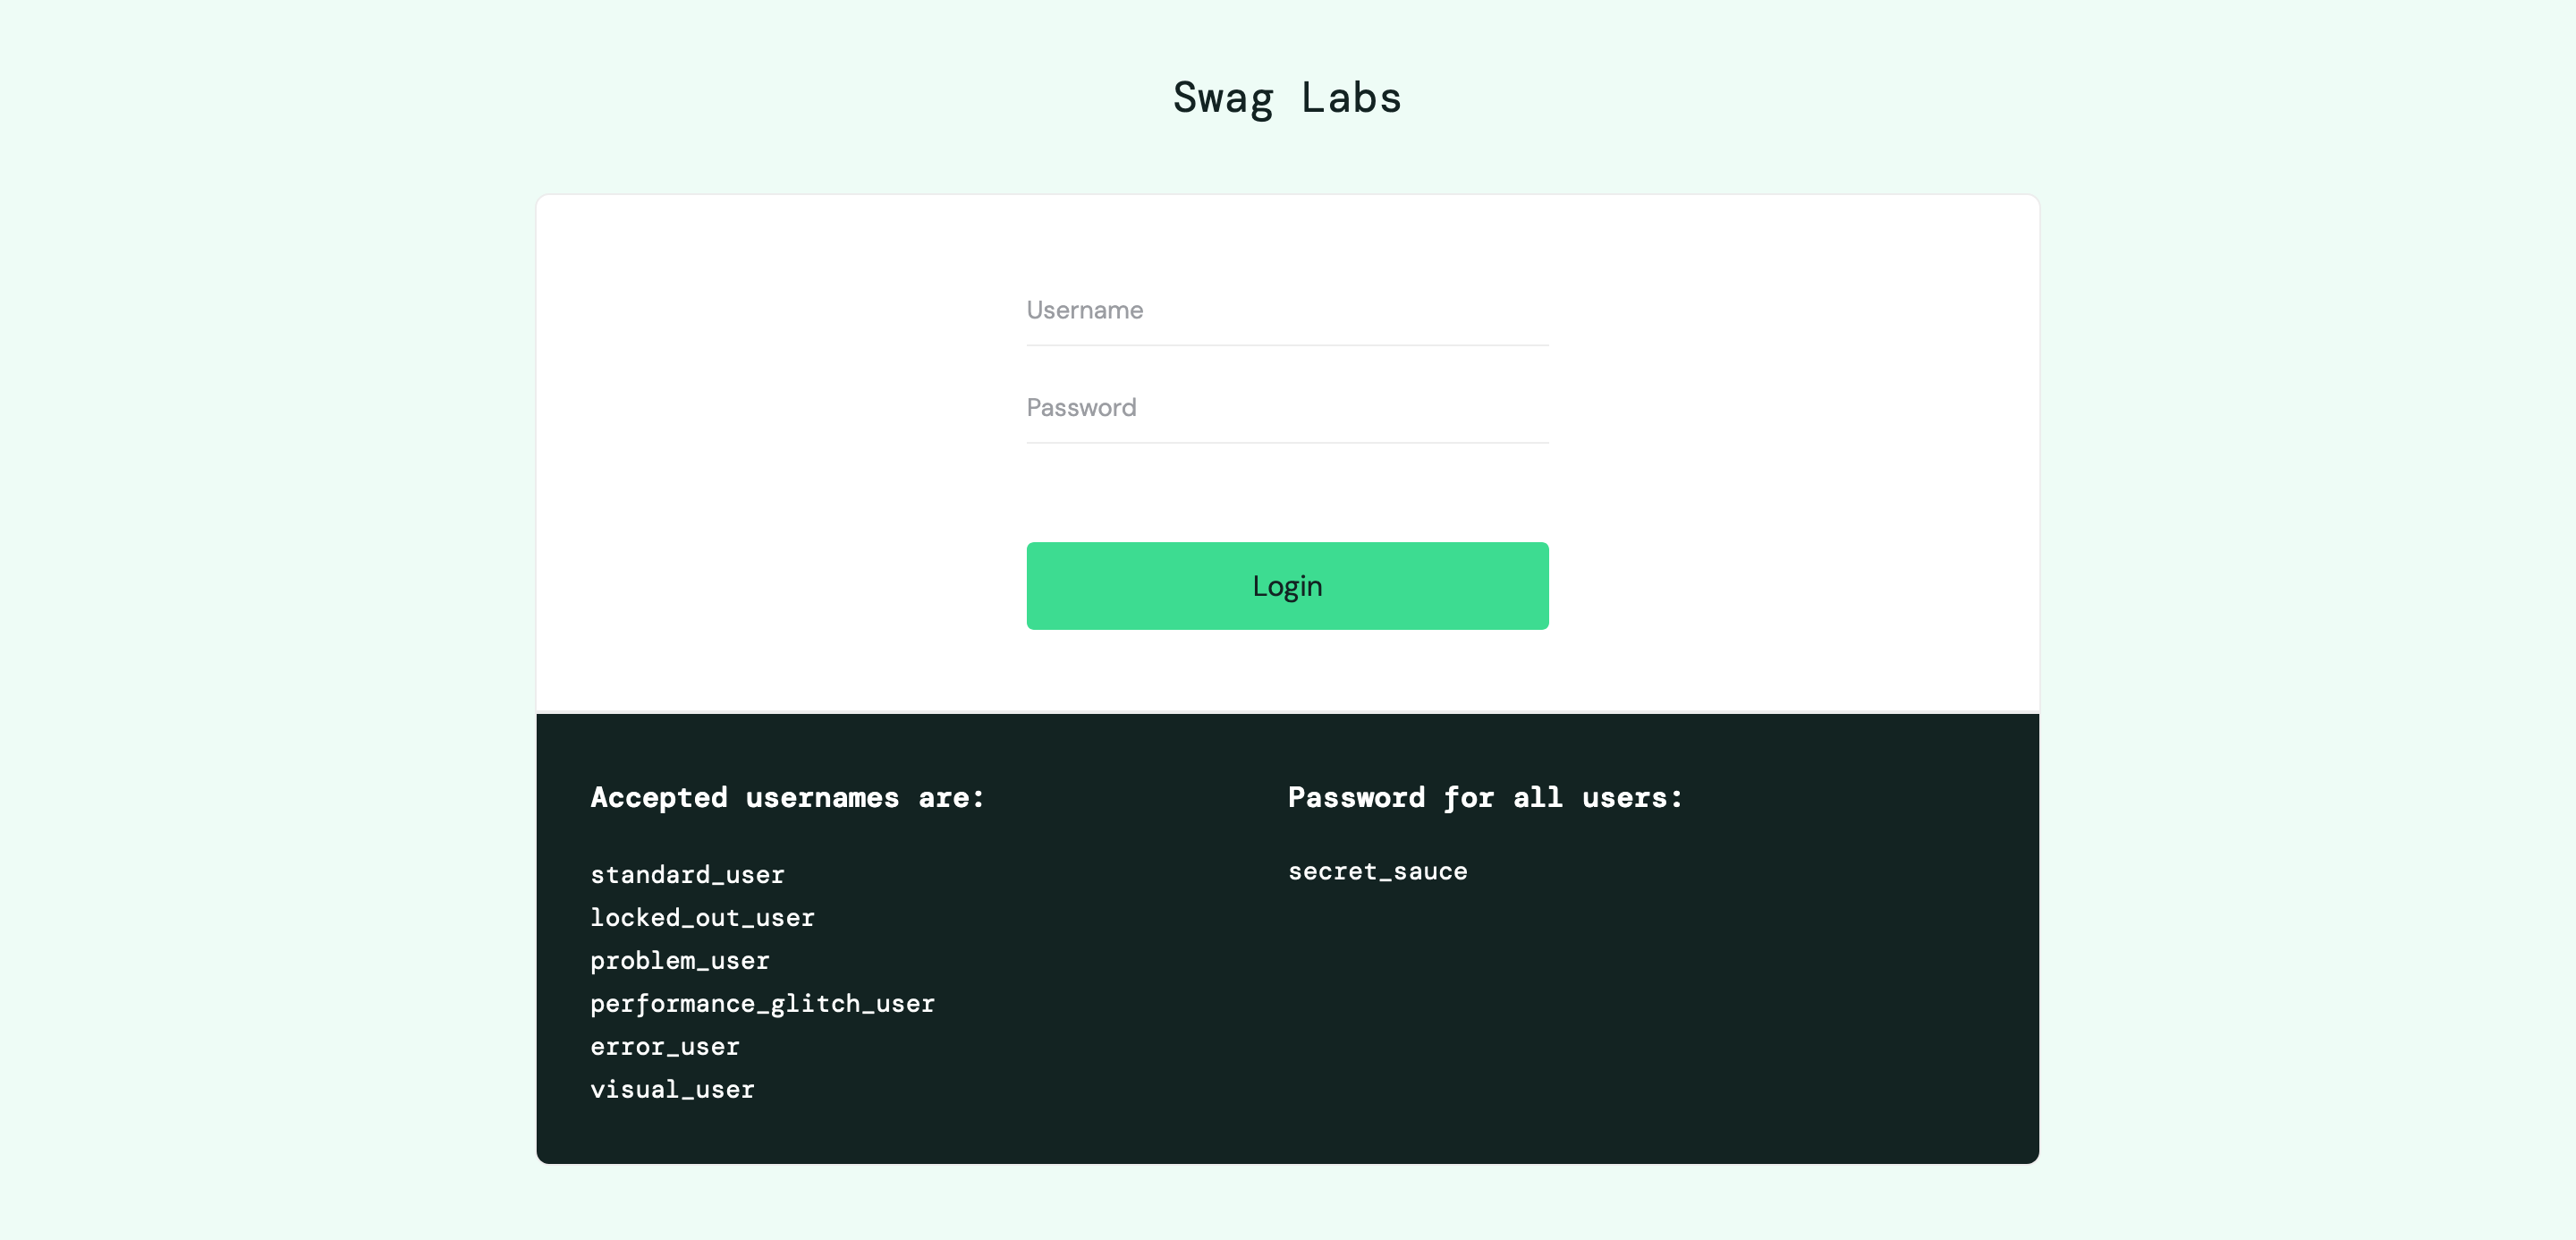 Swag Labs
Username
Password
Login
Accepted usernames are:
standard_user
locked_out_user
problem_user
performance_glitch_user
error_user
visual_user
Password for all users:
secret_sauce